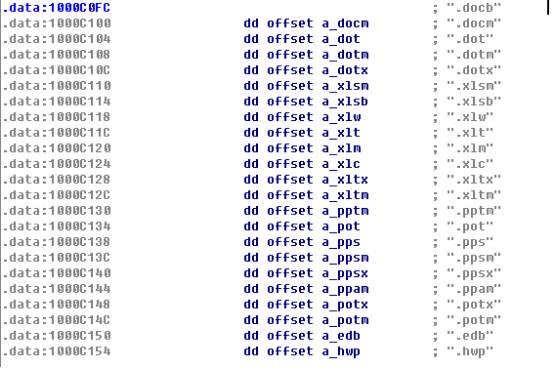 .data:1000C0FC ; ".docb"
.data:1000C100 dd offset a_docm ; ".docm"
.data:1000C104 dd offset a_dot ; ".dot"
.data:1000C108 dd offset a_dotm ; ".dotm"
.data:1000C10C dd offset a_dotx ; ".dotx"
.data:1000C110 dd offset a_xlsm ; ".xlsm"
.data:1000C114 dd offset a_xlsb ; ".xlsb"
.data:1000C118 dd offset a_xlw ; ".xlw"
.data:1000C11C dd offset a_xlt ; ".xlt"
.data:1000C120 dd offset a_xlm ; ".xlm"
.data:1000C124 dd offset a_xlc ; ".xlc"
.data:1000C128 dd offset a_xltx ; ".xltx"
.data:1000C12C dd offset a_xltm ; ".xltm"
.data:1000C130 dd offset a_pptm ; ".pptm"
.data:1000C134 dd offset a_pot ; ".pot"
.data:1000C138 dd offset a_pps ; ".pps"
.data:1000C13C dd offset a_ppsm ; ".ppsm"
.data:1000C140 dd offset a_ppsx ; ".ppsx"
.data:1000C144 dd offset a_ppam ; ".ppam"
.data:1000C148 dd offset a_potx ; ".potx"
.data:1000C14C dd offset a_potm ; ".potm"
.data:1000C150 dd offset a_edb ; ".edb"
.data:1000C154 dd offset a_hwp ; ".hwp"